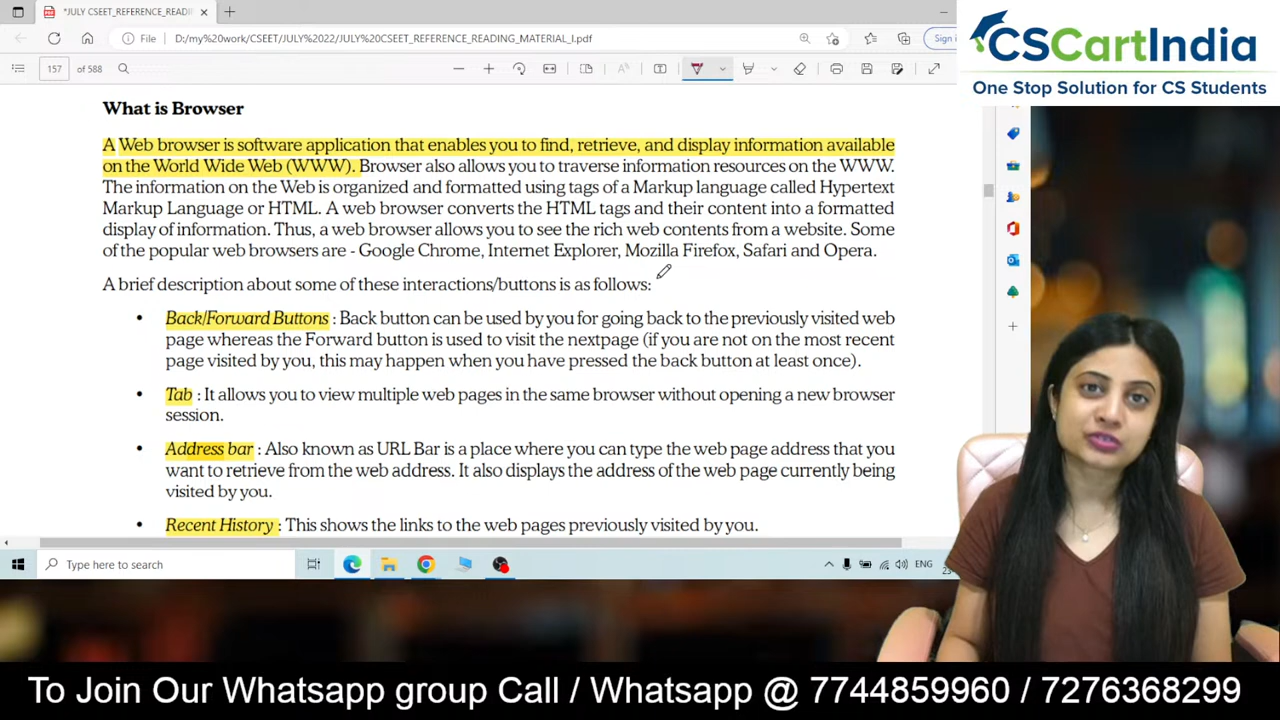 *JULY CSEET_REFERENCE_READI
File
D:/my%20work/CSEET/JULY%202022/JULY%20CSEET_REFERENCE_READING_MATERIAL_I.pdf
Sign i
157 of 588
CSCartIndia
One Stop Solution for CS Students
What is Browser
A Web browser is software application that enables you to find, retrieve, and display information available
on the World Wide Web (WWW). Browser also allows you to traverse information resources on the WWW.
The information on the Web is organized and formatted using tags of a Markup language called Hypertext
Markup Language or HTML. A web browser converts the HTML tags and their content into a formatted
display of information. Thus, a web browser allows you to see the rich web contents from a website. Some
of the popular web browsers are - Google Chrome, Internet Explorer, Mozilla Firefox, Safari and Opera.
A brief description about some of these interactions/buttons is as follows:
• Back/Forward Buttons : Back button can be used by you for going back to the previously visited web
page whereas the Forward button is used to visit the nextpage (if you are not on the most recent
page visited by you, this may happen when you have pressed the back button at least once).
• Tab : It allows you to view multiple web pages in the same browser without opening a new browser
session.
• Address bar : Also known as URL Bar is a place where you can type the web page address that you
want to retrieve from the web address. It also displays the address of the web page currently being
visited by you.
• Recent History : This shows the links to the web pages previously visited by you.
Type here to search
ENG
To Join Our Whatsapp group Call / Whatsapp @ 7744859960 / 7276368299